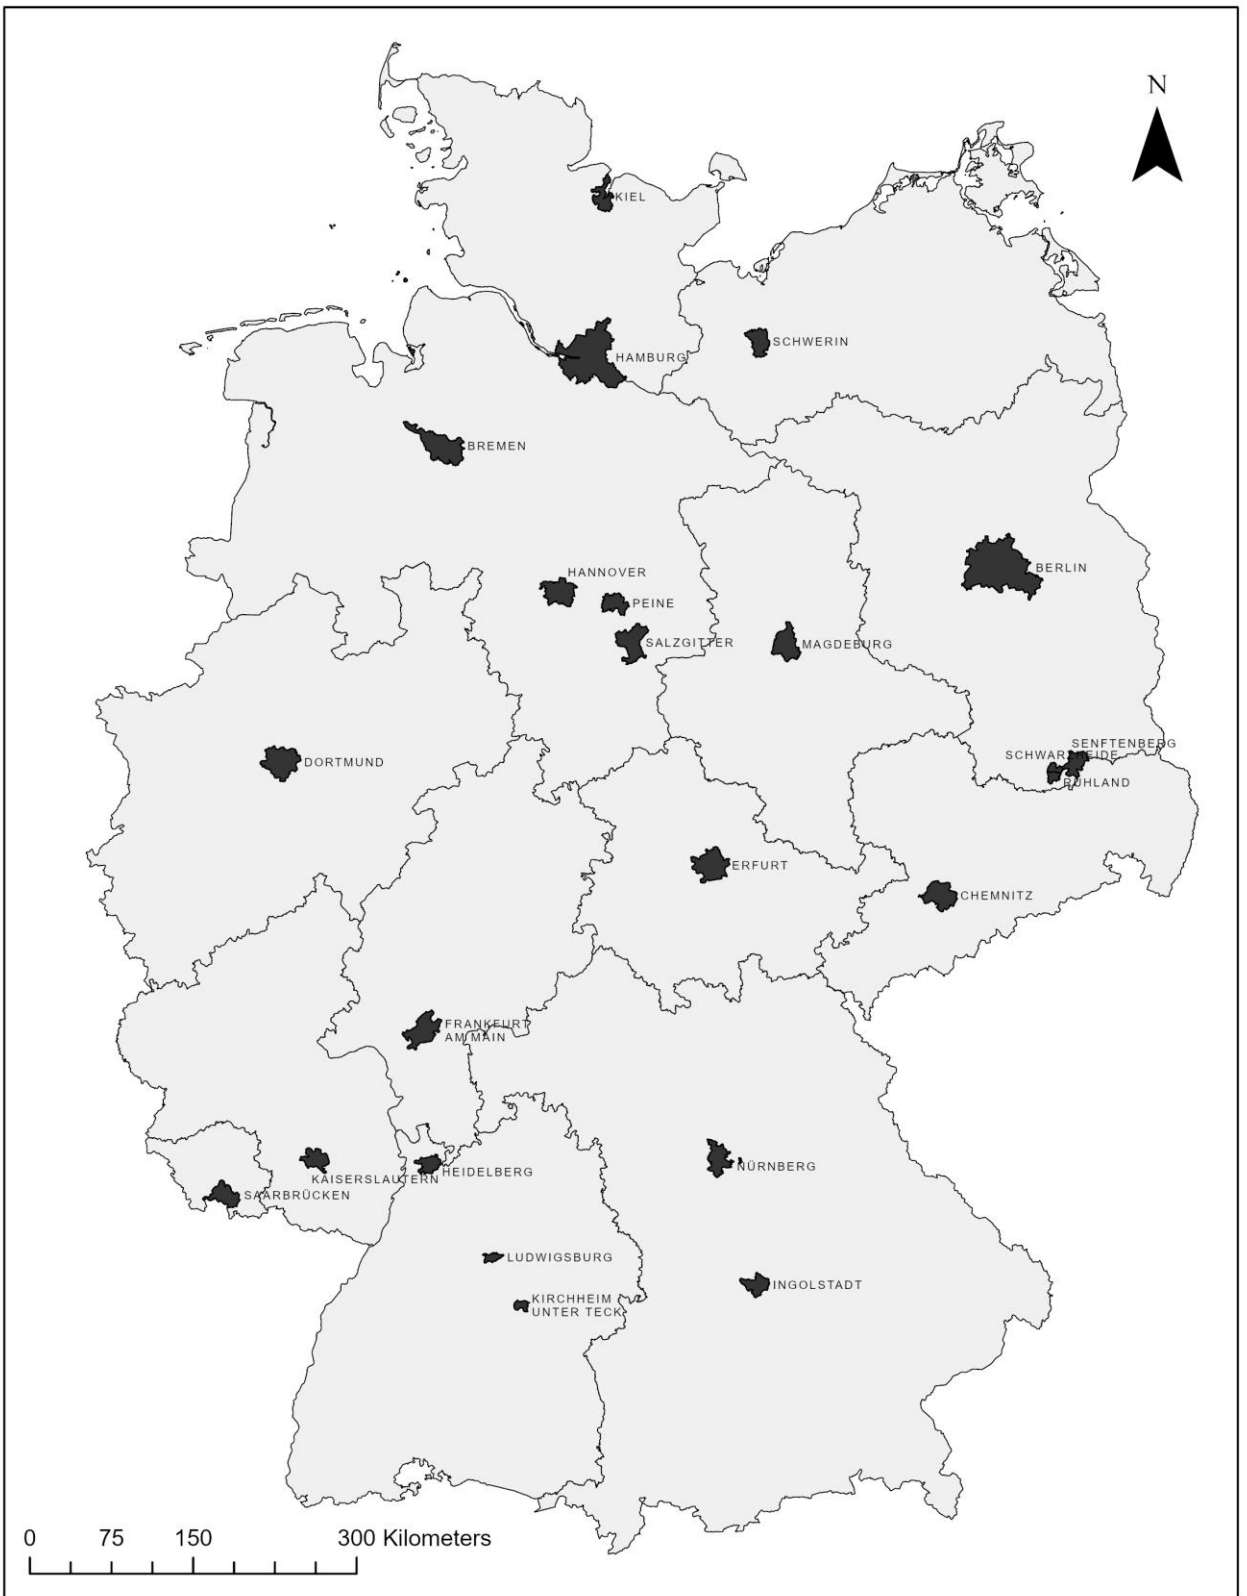 N
KIEL
SCHWERIN
HAMBURG
BREMEN
BERLIN
HANNOVER
PEINE
SALZGITTER
MAGDEBURG
SENFTENBERG
SCHWARZHEIDE
RUHLAND
DORTMUND
ERFURT
CHEMNITZ
FRANKFURT
AM MAIN
NÜRNBERG
HEIDELBERG
KAISERSLAUTERN
SAARBRÜCKEN
LUDWIGSBURG
INGOLSTADT
KIRCHHEIM
UNTER TECK
0 75 150 300 Kilometers